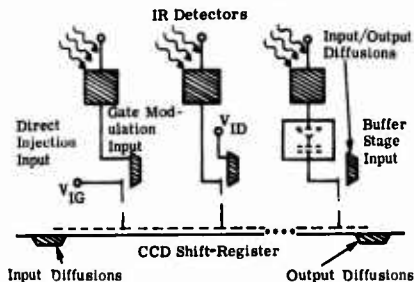 IR Detectors
Input/Output
Diffusions
Gate Mod-
ulation
Input
Direct
Injection
Input
V ID
Buffer
Stage
Input
V IG
CCD Shift-Register
Input Diffusions
Output Diffusions